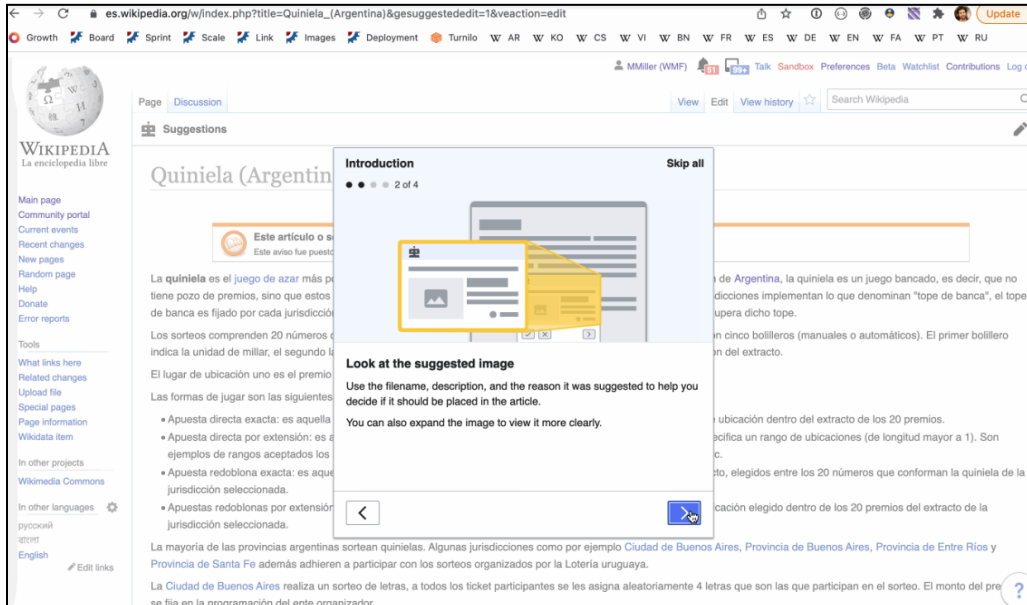 es.wikipedia.org/w/index.php?title=Quiniela_(Argentina)&gesuggestededit=1&veaction=edit
Update
Growth Board Sprint Scale Link Images Deployment Turnilo W AR W KO W CS W VI W BN W FR W ES W DE W EN W FA W PT W RU
MMiller (WMF) 51 99+ Talk Sandbox Preferences Beta Watchlist Contributions Log
Page Discussion View Edit View history Search Wikipedia
Suggestions
WIKIPEDIA
La enciclopedia libre
Quiniela (Argentin
Main page
Community portal
Current events
Recent changes
New pages
Random page
Help
Donate
Error reports
Tools
What links here
Related changes
Upload file
Special pages
Page information
Wikidata item
In other projects
Wikimedia Commons
In other languages
русский
বাংলা
English
Edit links
Introduction Skip all
2 of 4
Look at the suggested image
Use the filename, description, and the reason it was suggested to help you
decide if it should be placed in the article.
You can also expand the image to view it more clearly.
Este artículo o s
Este aviso fue puesto
La quiniela es el juego de azar más p de Argentina, la quiniela es un juego bancado, es decir, que no
tiene pozo de premios, sino que estos dicciones implementan lo que denominan "tope de banca", el tope
de banca es fijado por cada jurisdicció upera dicho tope.
Los sorteos comprenden 20 números n cinco bolilleros (manuales o automáticos). El primer bolillero
indica la unidad de millar, el segundo l n del extracto.
El lugar de ubicación uno es el premio
Las formas de jugar son las siguientes
Apuesta directa exacta: es aquella ubicación dentro del extracto de los 20 premios.
Apuesta directa por extensión: es a ecifica un rango de ubicaciones (de longitud mayor a 1). Son
ejemplos de rangos aceptados los c.
Apuesta redoblona exacta: es aque to, elegidos entre los 20 números que conforman la quiniela de la
jurisdicción seleccionada.
Apuestas redoblonas por extensión cación elegido dentro de los 20 premios del extracto de la
jurisdicción seleccionada.
La mayoría de las provincias argentinas sortean quinielas. Algunas jurisdicciones como por ejemplo Ciudad de Buenos Aires, Provincia de Buenos Aires, Provincia de Entre Ríos y
Provincia de Santa Fe además adhieren a participar con los sorteos organizados por la Lotería uruguaya.
La Ciudad de Buenos Aires realiza un sorteo de letras, a todos los ticket participantes se les asigna aleatoriamente 4 letras que son las que participan en el sorteo. El monto del pre
se fija en la programación del ente organizador.
?